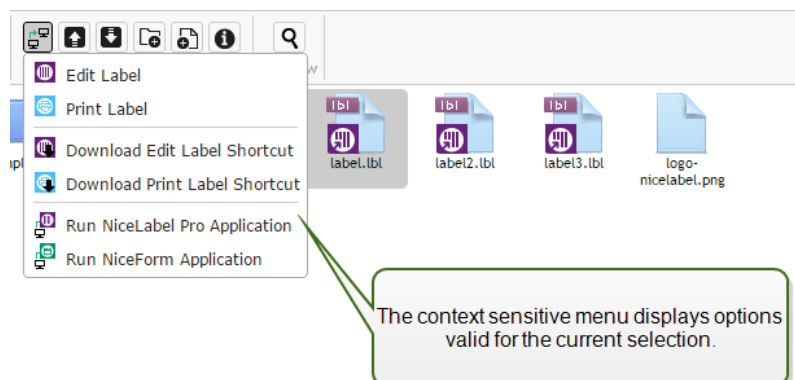 w
Edit Label
Print Label
Download Edit Label Shortcut
Download Print Label Shortcut
Run NiceLabel Pro Application
Run NiceForm Application
lbl
lbl
lbl
mpl
label.lbl
label2.lbl
label3.lbl
logo-
nicelabel.png
The context sensitive menu displays options
valid for the current selection.